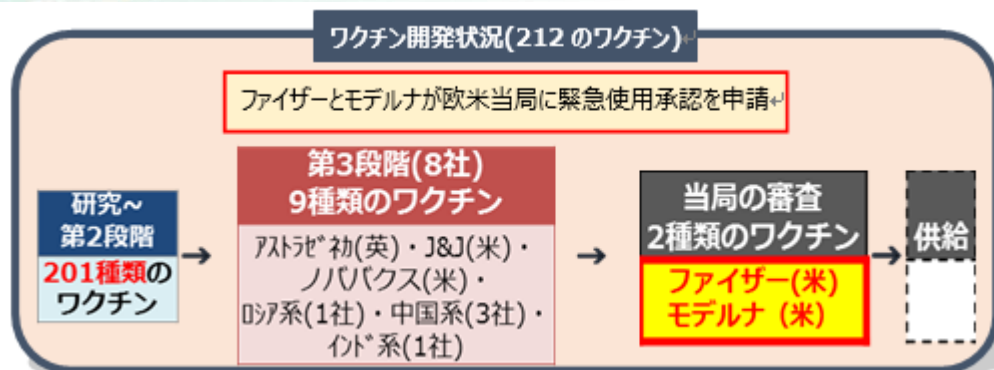 ワクチン開発状況(212のワクチン)↵
ファイザーとモデルナが欧米当局に緊急使用承認を申請↵
研究~
第2段階
201種類の
ワクチン
→
第3段階(8社)
9種類のワクチン
ｱｽﾄﾗｾﾞﾈｶ(英)・J&J(米)・
ノババクス(米)・
ﾛｼｱ系(1社)・中国系(3社)・
ｲﾝﾄﾞ系(1社)
→
当局の審査
2種類のワクチン
ファイザー(米)
モデルナ（米）
→
供給